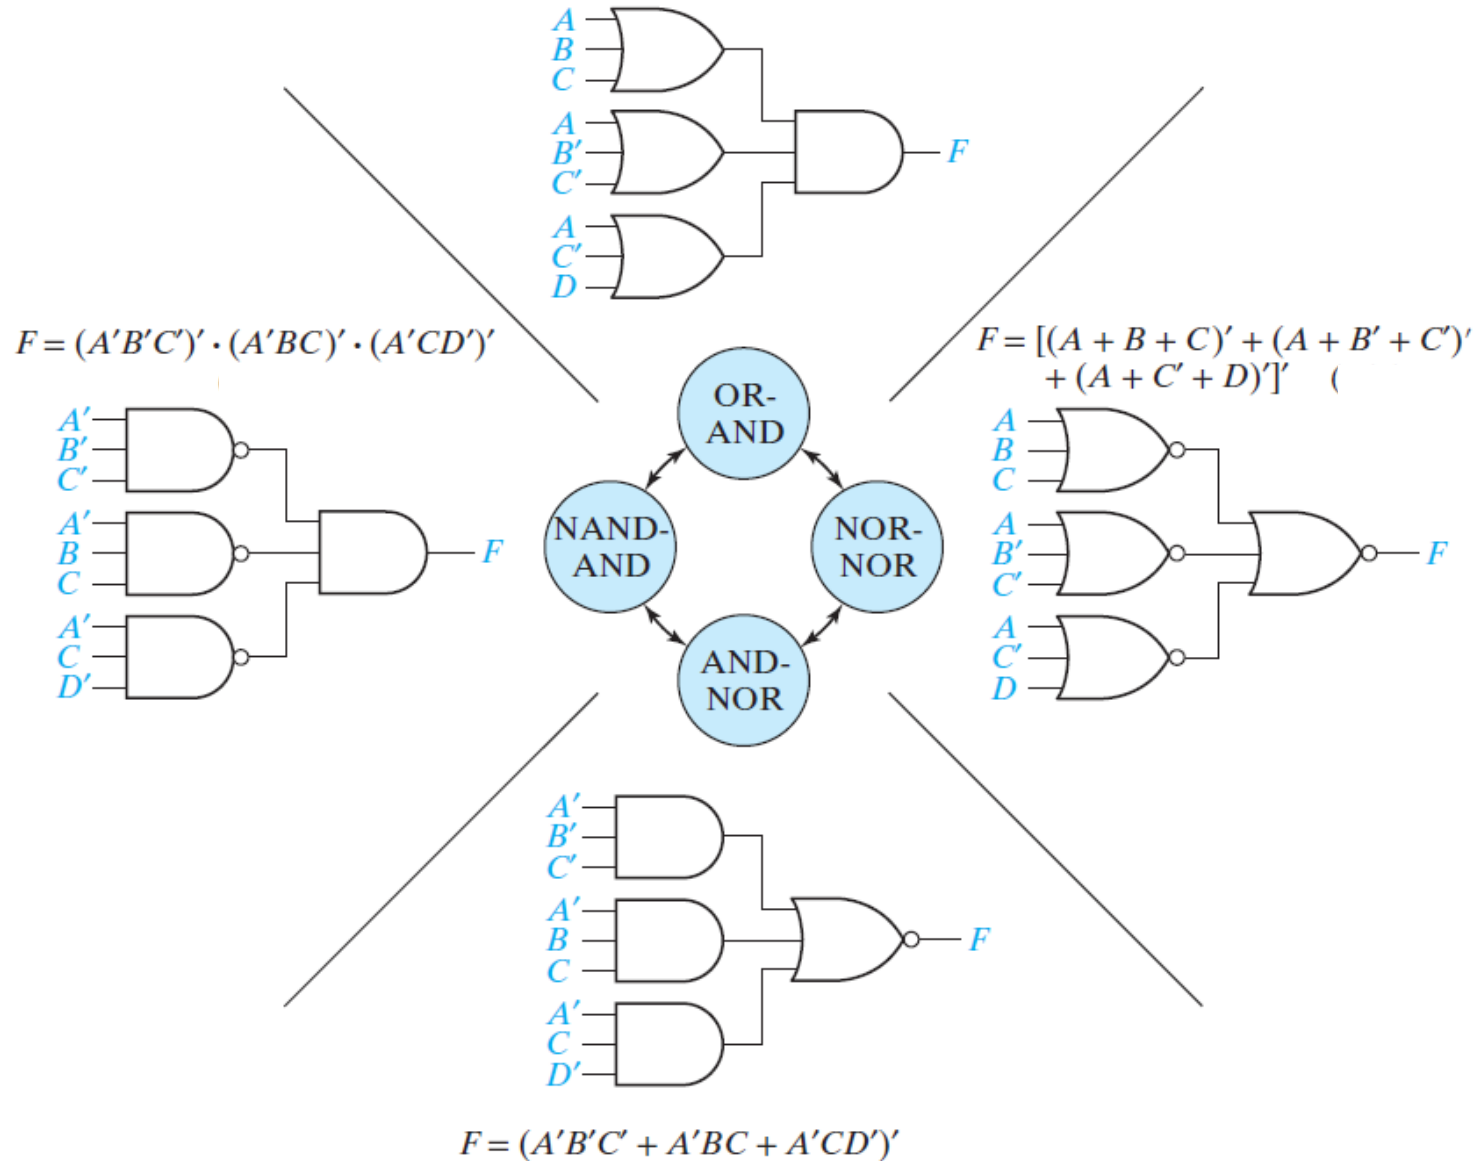 A
B
C
A
B′
C′
A
C′
D
F
F = (A′B′C′)′ · (A′BC)′ · (A′CD′)′
A′
B′
C′
A′
B
C
A′
C
D′
F
OR-
AND
NAND-
AND
NOR-
NOR
AND-
NOR
F = [(A + B + C)′ + (A + B′ + C′)′
+ (A + C′ + D)′]′ (
A
B
C
A
B′
C′
A
C′
D
F
A′
B′
C′
A′
B
C
A′
C
D′
F
F = (A′B′C′ + A′BC + A′CD′)′